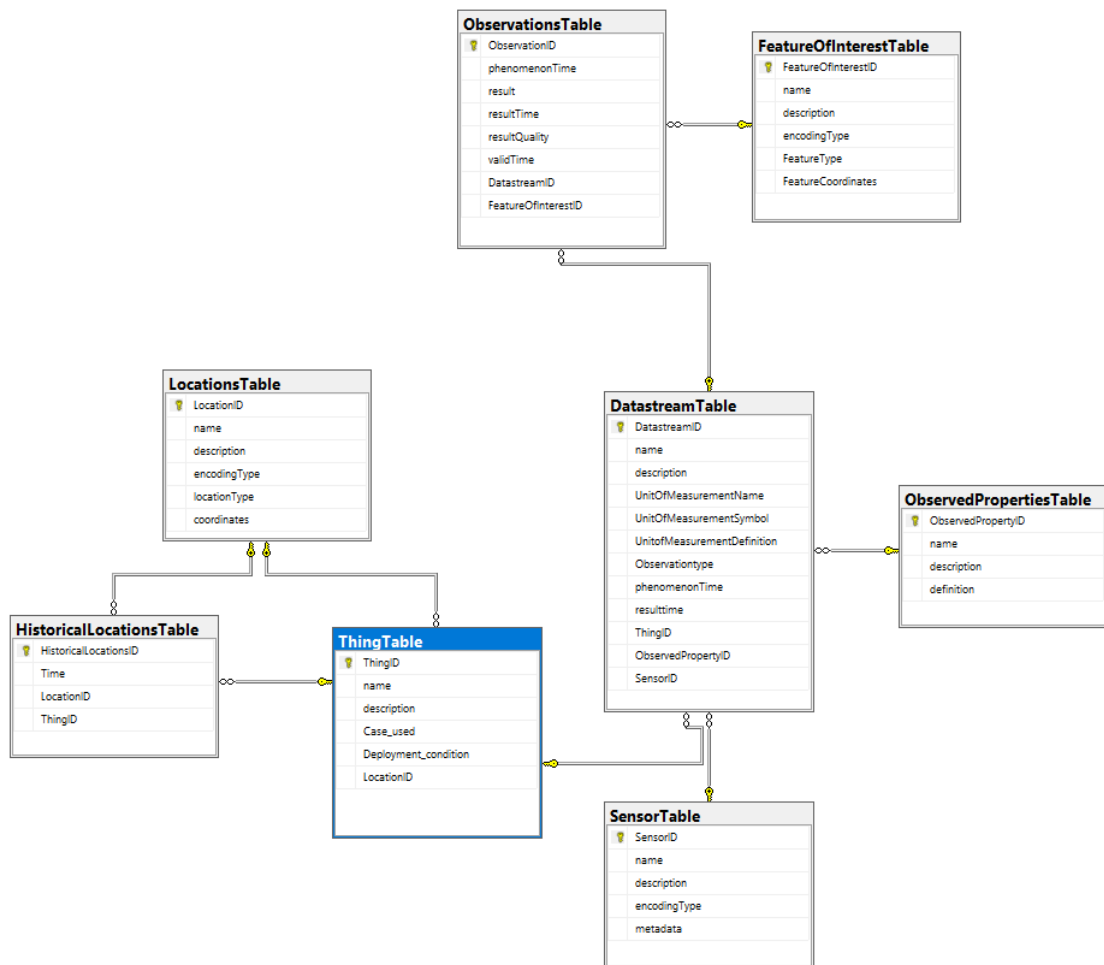 ObservationsTable
ObservationID
phenomenonTime
result
resultTime
resultQuality
validTime
DatastreamID
FeatureOfInterestID
FeatureOfInterestTable
FeatureOfInterestID
name
description
encodingType
FeatureType
FeatureCoordinates
LocationsTable
LocationID
name
description
encodingType
locationType
coordinates
DatastreamTable
DatastreamID
name
description
UnitOfMeasurementName
UnitOfMeasurementSymbol
UnitofMeasurementDefinition
Observationtype
phenomenonTime
resulttime
ThingID
ObservedPropertyID
SensorID
ObservedPropertiesTable
ObservedPropertyID
name
description
definition
HistoricalLocationsTable
HistoricalLocationsID
Time
LocationID
ThingID
ThingTable
ThingID
name
description
Case_used
Deployment_condition
LocationID
SensorTable
SensorID
name
description
encodingType
metadata